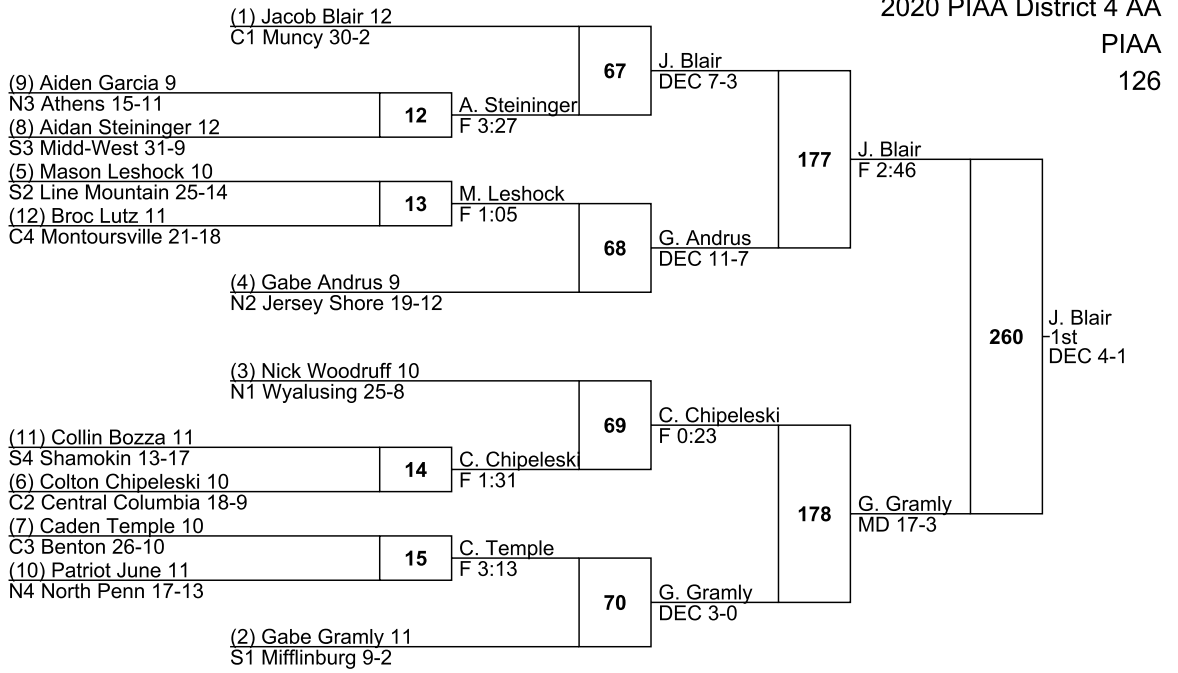 2020 PIAA District 4 AA
PIAA
126
(1) Jacob Blair 12
C1 Muncy 30-2
(9) Aiden Garcia 9
N3 Athens 15-11
(8) Aidan Steininger 12
S3 Midd-West 31-9
(5) Mason Leshock 10
S2 Line Mountain 25-14
(12) Broc Lutz 11
C4 Montoursville 21-18
(4) Gabe Andrus 9
N2 Jersey Shore 19-12
(3) Nick Woodruff 10
N1 Wyalusing 25-8
(11) Collin Bozza 11
S4 Shamokin 13-17
(6) Colton Chipeleski 10
C2 Central Columbia 18-9
(7) Caden Temple 10
C3 Benton 26-10
(10) Patriot June 11
N4 North Penn 17-13
(2) Gabe Gramly 11
S1 Mifflinburg 9-2
12
A. Steininger
F 3:27
13
M. Leshock
F 1:05
14
C. Chipeleski
F 1:31
15
C. Temple
F 3:13
67
J. Blair
DEC 7-3
68
G. Andrus
DEC 11-7
69
C. Chipeleski
F 0:23
70
G. Gramly
DEC 3-0
177
J. Blair
F 2:46
178
G. Gramly
MD 17-3
260
J. Blair
1st
DEC 4-1